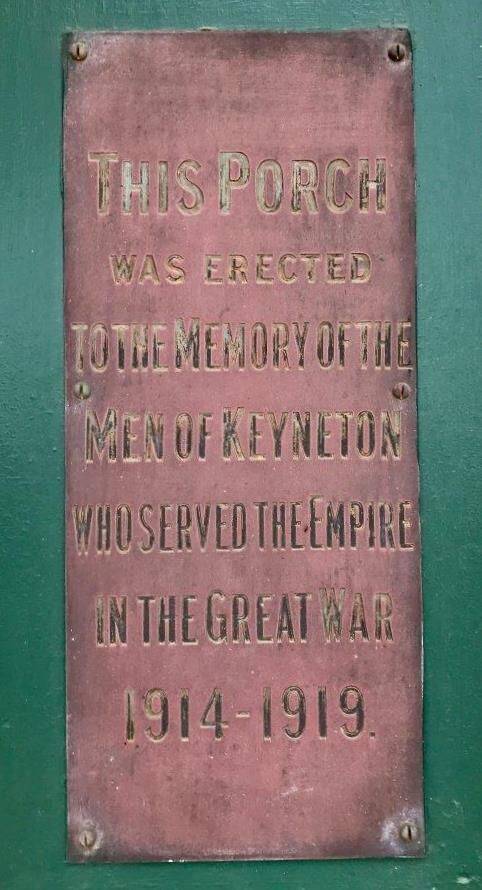 THIS PORCH
WAS ERECTED
TO THE MEMORY OF THE
MEN OF KEYNETON
WHO SERVED THE EMPIRE
IN THE GREAT WAR
1914-1919.